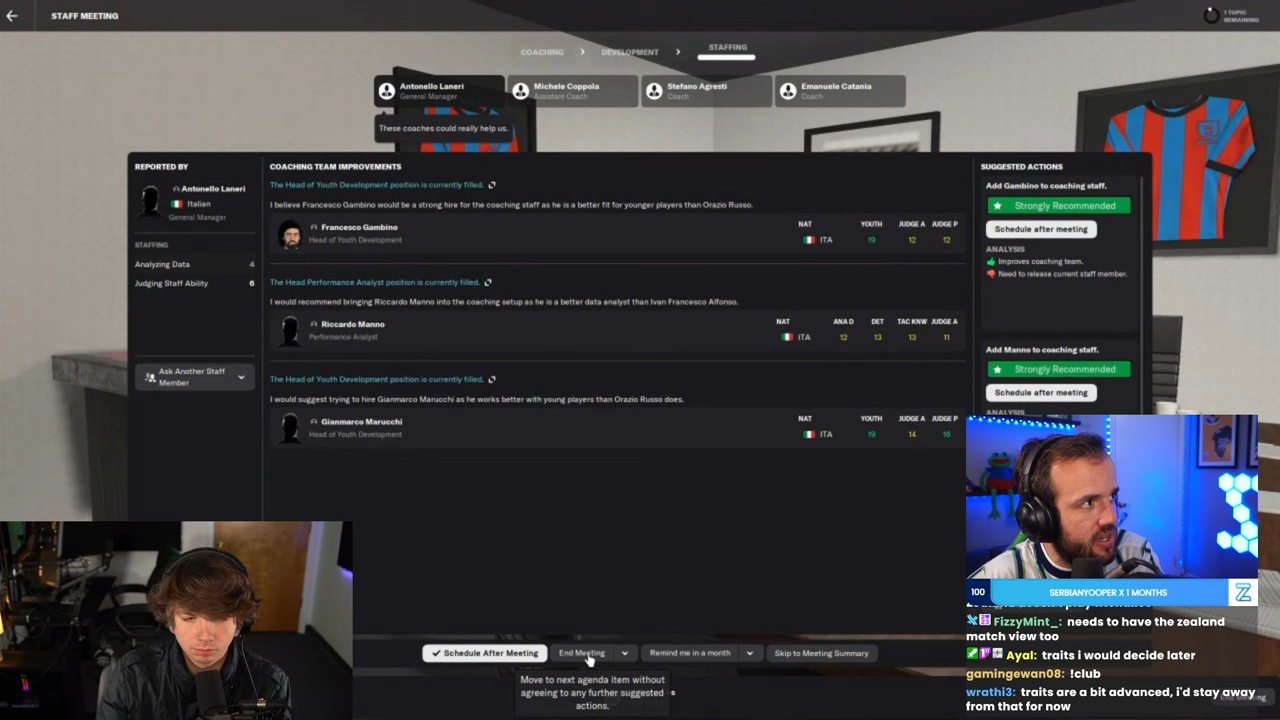 STAFF MEETING
1 TOPIC
REMAINING
COACHING
DEVELOPMENT
STAFFING
Antonello Laneri
General Manager
Michele Coppola
Assistant Coach
Stefano Agresti
Coach
Emanuele Catania
Coach
These coaches could really help us.
REPORTED BY
Antonello Laneri
Italian
General Manager
STAFFING
Analyzing Data 4
Judging Staff Ability 6
Ask Another Staff
Member
COACHING TEAM IMPROVEMENTS
The Head of Youth Development position is currently filled.
I believe Francesco Gambino would be a strong hire for the coaching staff as he is a better fit for younger players than Orazio Russo.
Francesco Gambino
Head of Youth Development
NAT YOUTH JUDGE A JUDGE P
ITA 19 12 12
The Head Performance Analyst position is currently filled.
I would recommend bringing Riccardo Manno into the coaching setup as he is a better data analyst than Ivan Francesco Alfonso.
Riccardo Manno
Performance Analyst
NAT ANA D DET TAC KNW JUDGE A
ITA 12 13 13 11
The Head of Youth Development position is currently filled.
I would suggest trying to hire Gianmarco Marucchi as he works better with young players than Orazio Russo does.
Gianmarco Marucchi
Head of Youth Development
NAT YOUTH JUDGE A JUDGE P
ITA 19 14 16
SUGGESTED ACTIONS
Add Gambino to coaching staff.
Strongly Recommended
Schedule after meeting
ANALYSIS
Improves coaching team.
Need to release current staff member.
Add Manno to coaching staff.
Strongly Recommended
Schedule after meeting
ANALYSIS
Schedule After Meeting
End Meeting
Remind me in a month
Skip to Meeting Summary
Move to next agenda item without
agreeing to any further suggested
actions.
100 SERBIANYOOPER X 1 MONTHS Z
FizzyMint_: needs to have the zealand
match view too
Ayal: traits i would decide later
gamingewan08: !club
wrathi3: traits are a bit advanced, i'd stay away
from that for now